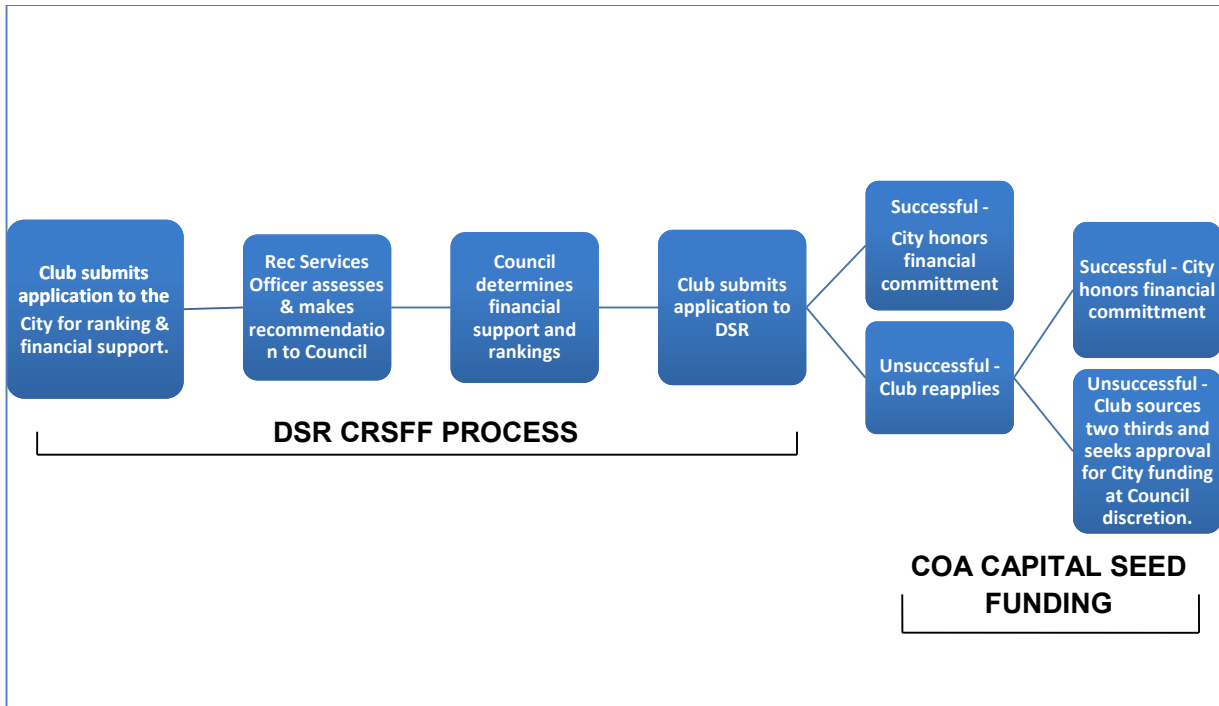 Club submits
application to the
City for ranking &
financial support.
Rec Services
Officer assesses
& makes
recommendatio
n to Council
Council
determines
financial
support and
rankings
Club submits
application to
DSR
Successful -
City honors
financial
committment
Unsuccessful -
Club reapplies
Successful - City
honors financial
committment
Unsuccessful -
Club sources
two thirds and
seeks approval
for City funding
at Council
discretion.
DSR CRSFF PROCESS
COA CAPITAL SEED
FUNDING